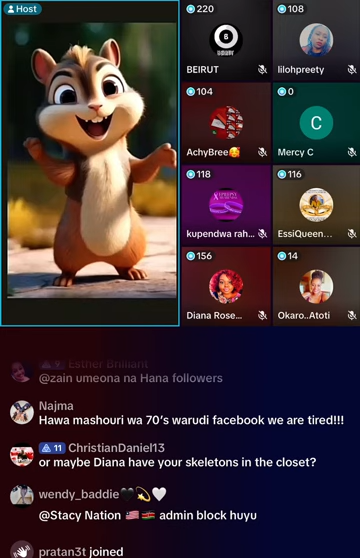 Host
220
BEIRUT
108
lilohpreety
104
AchyBree🥰
0
C
Mercy C
118
kupendwa rah...
116
EssiQueen...
156
Diana Rose...
14
Okaro..Atoti
Esther Brilliant
@zain umeona na Hana followers
Najma
Hawa mashouri wa 70's warudi facebook we are tired!!!
11 ChristianDaniel13
or maybe Diana have your skeletons in the closet?
wendy_baddie🖤💫🤍
@Stacy Nation 🇺🇸🇰🇪 admin block huyu
pratan3t joined